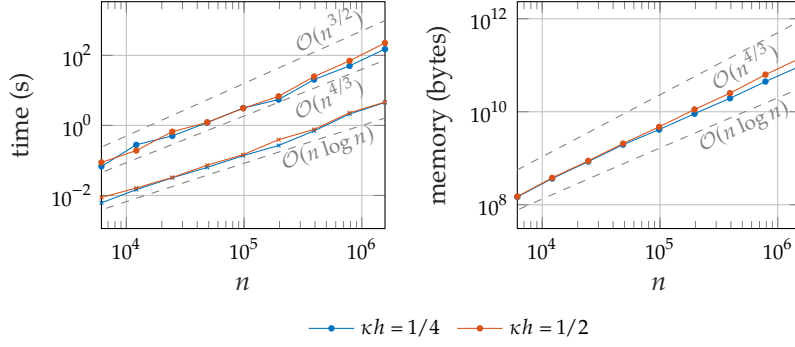 time (s)
10^2
10^0
10^−2
10^4
10^5
10^6
n
O(n^{3/2})
O(n^{4/3})
O(n log n)
memory (bytes)
10^12
10^10
10^8
10^4
10^5
10^6
n
O(n^{4/3})
O(n log n)
κh = 1/4
κh = 1/2